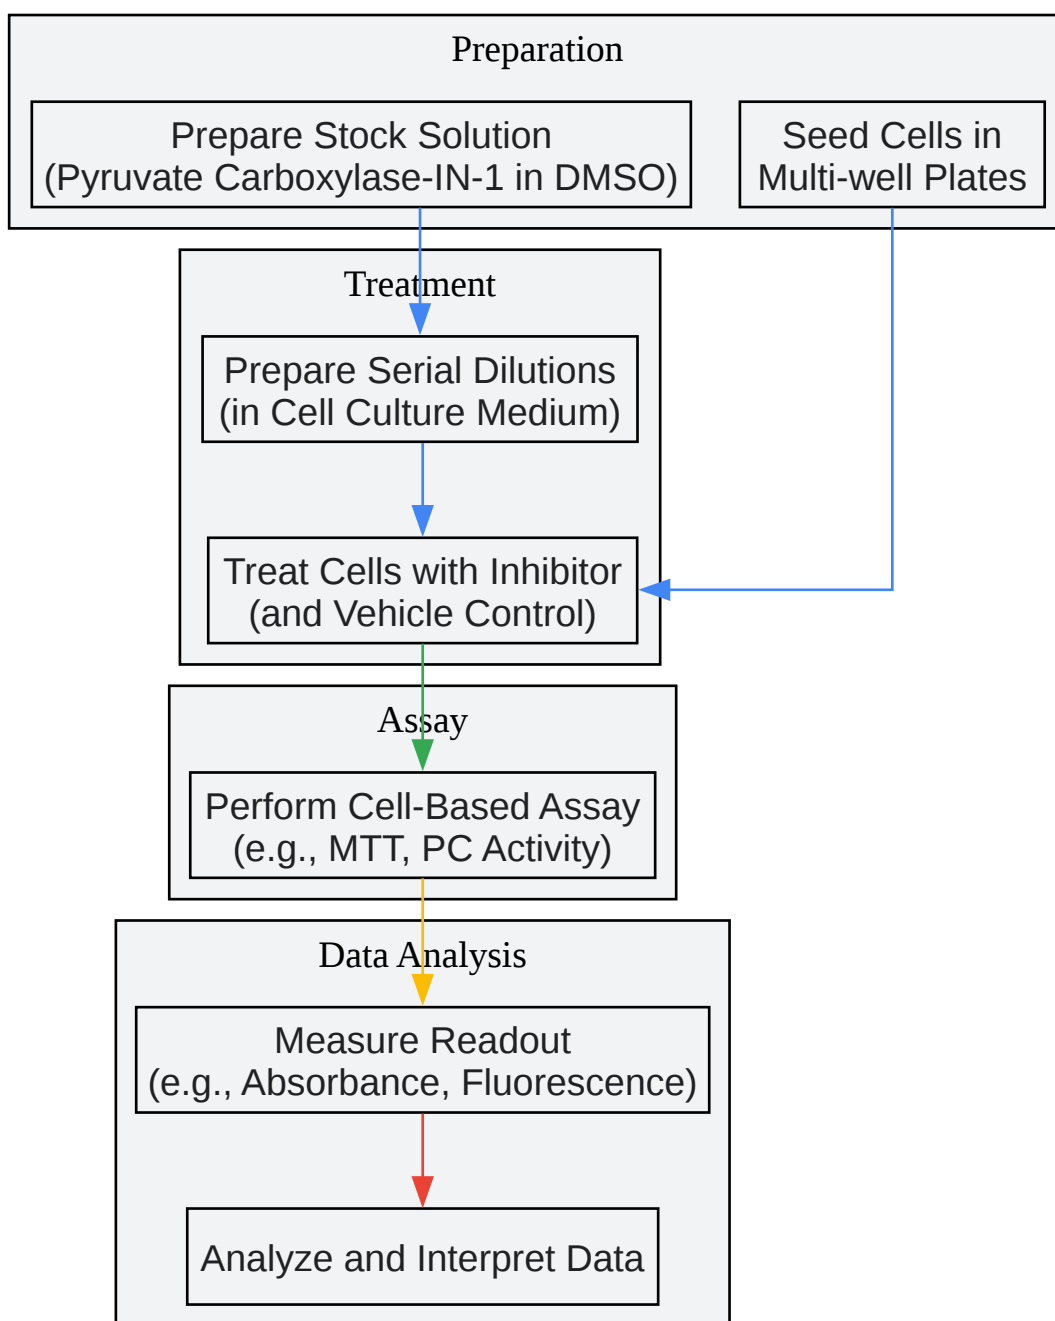 Preparation
Prepare Stock Solution
(Pyruvate Carboxylase-IN-1 in DMSO)
Seed Cells in
Multi-well Plates
Treatment
Prepare Serial Dilutions
(in Cell Culture Medium)
Treat Cells with Inhibitor
(and Vehicle Control)
Assay
Perform Cell-Based Assay
(e.g., MTT, PC Activity)
Data Analysis
Measure Readout
(e.g., Absorbance, Fluorescence)
Analyze and Interpret Data